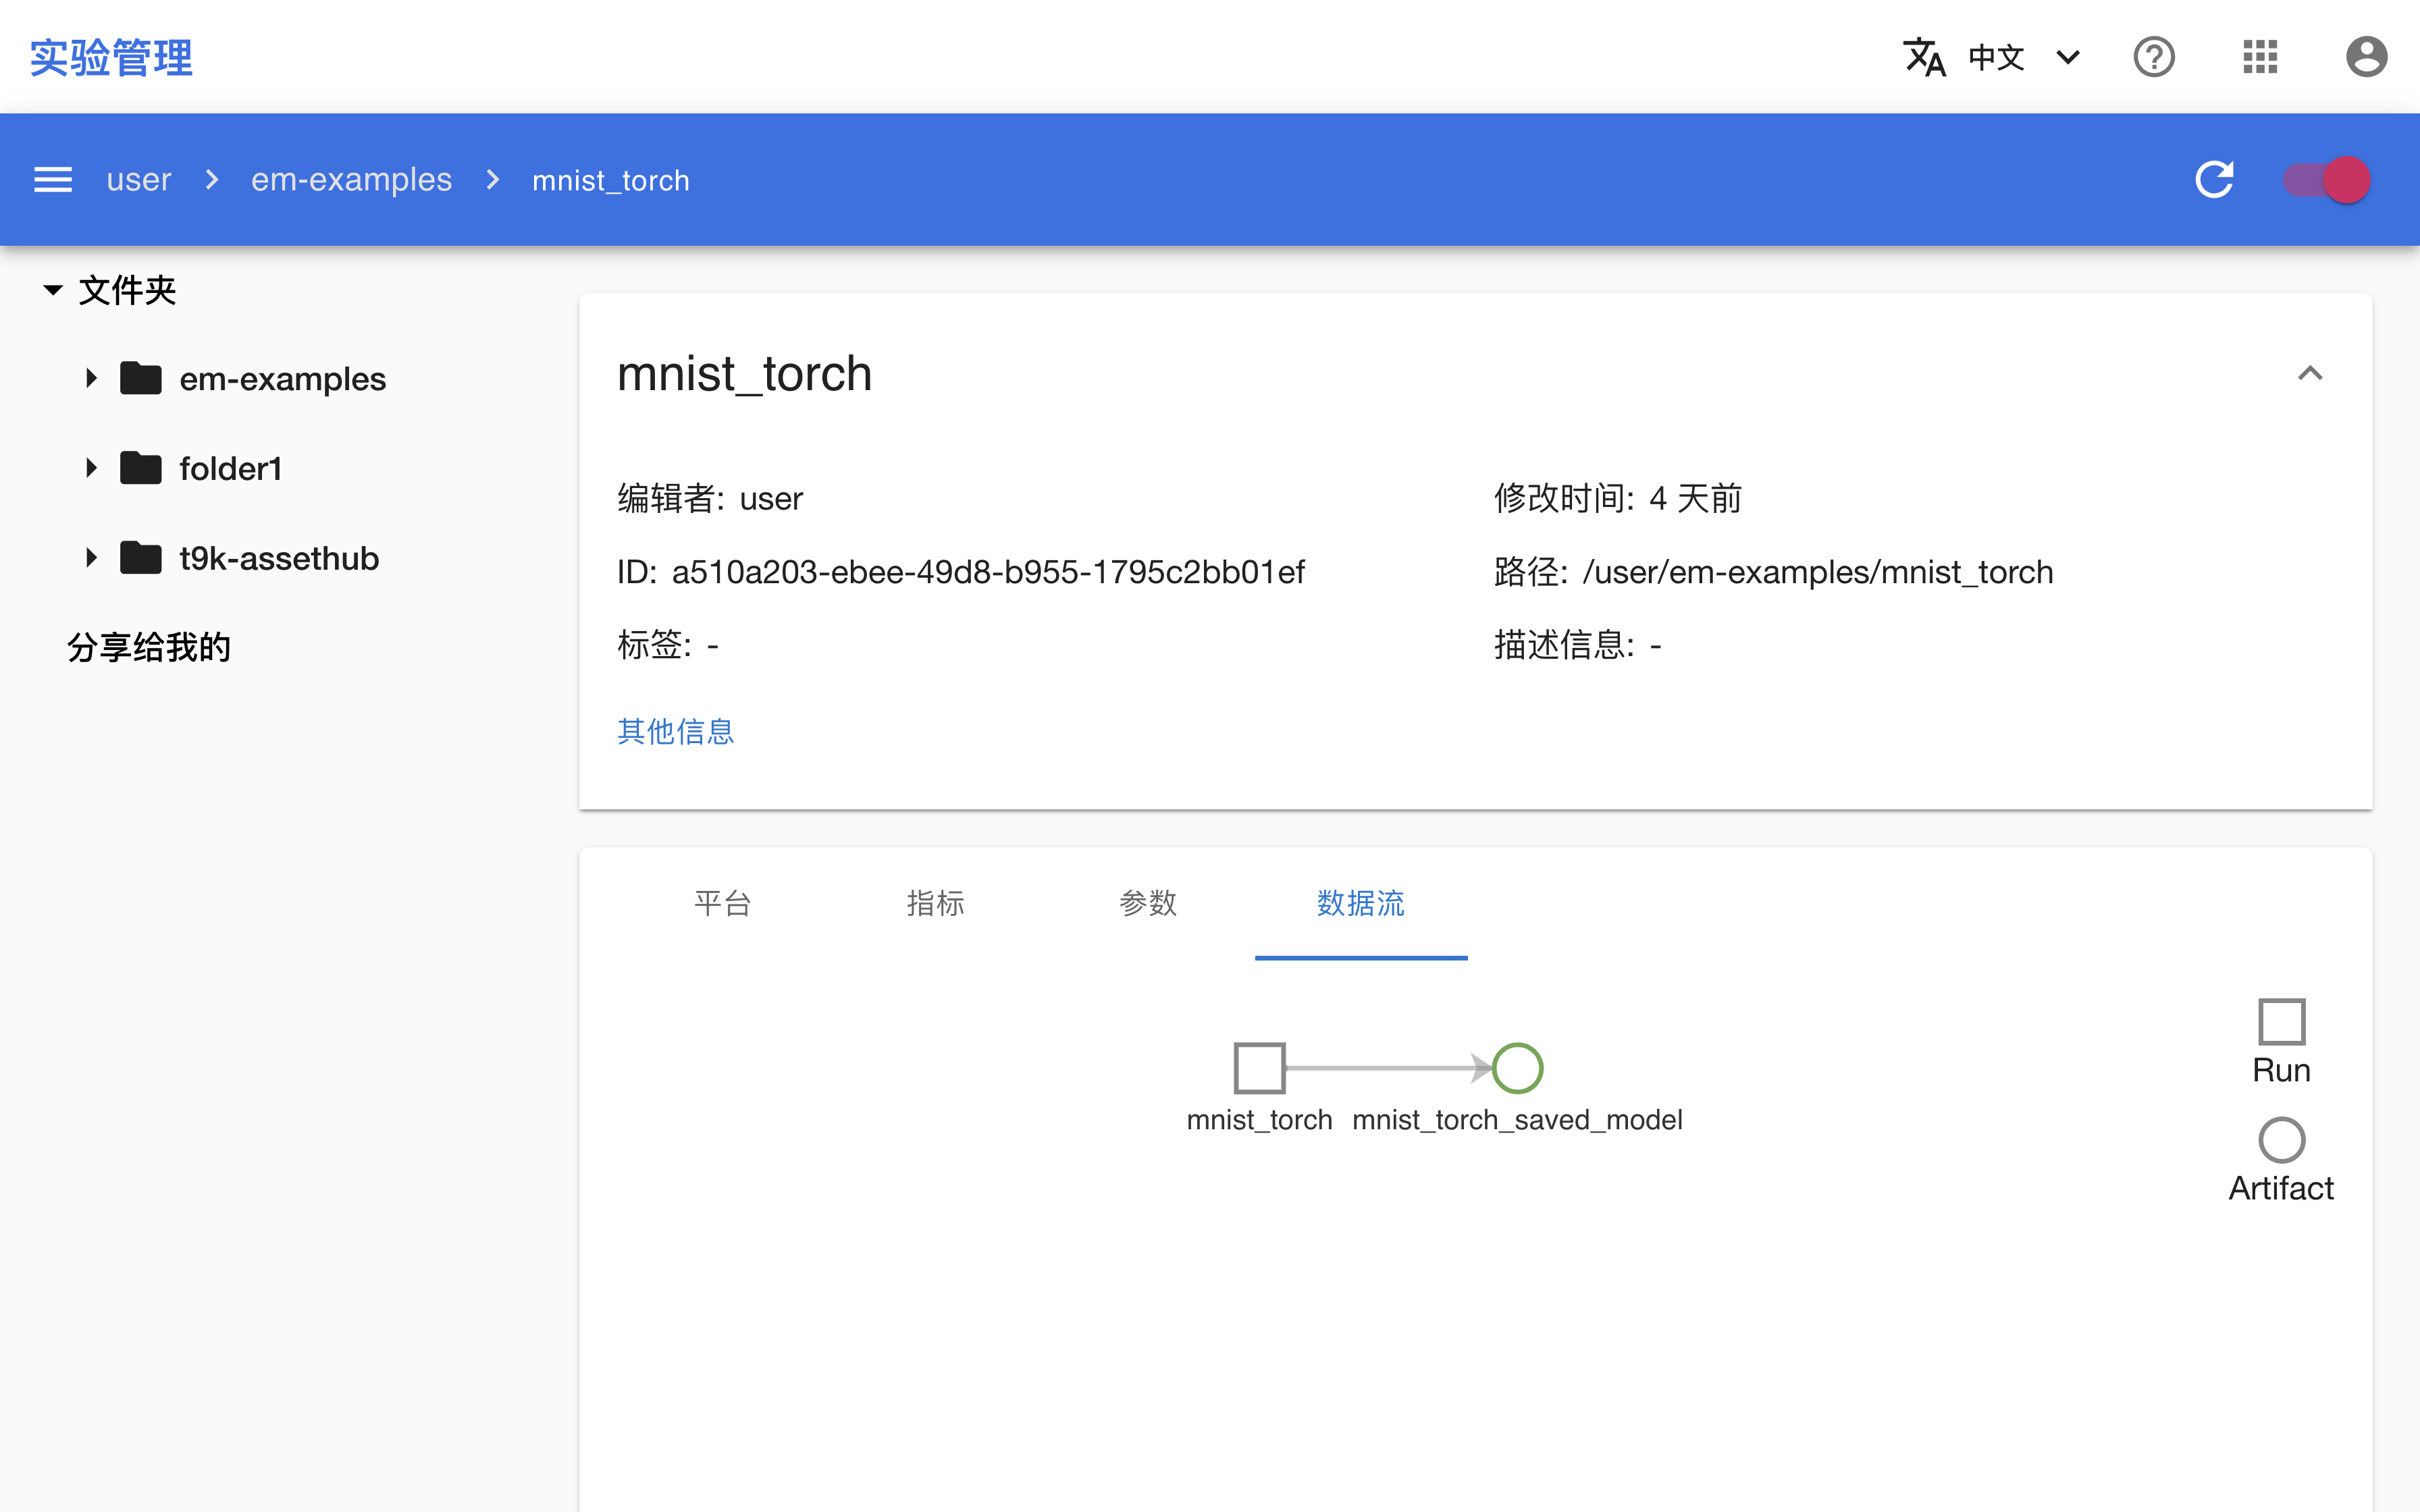 实验管理
中文
user
em-examples
mnist_torch
文件夹
em-examples
folder1
t9k-assethub
分享给我的
mnist_torch
编辑者: user
修改时间: 4 天前
ID: a510a203-ebee-49d8-b955-1795c2bb01ef
路径: /user/em-examples/mnist_torch
标签: -
描述信息: -
其他信息
平台
指标
参数
数据流
mnist_torch
mnist_torch_saved_model
Run
Artifact